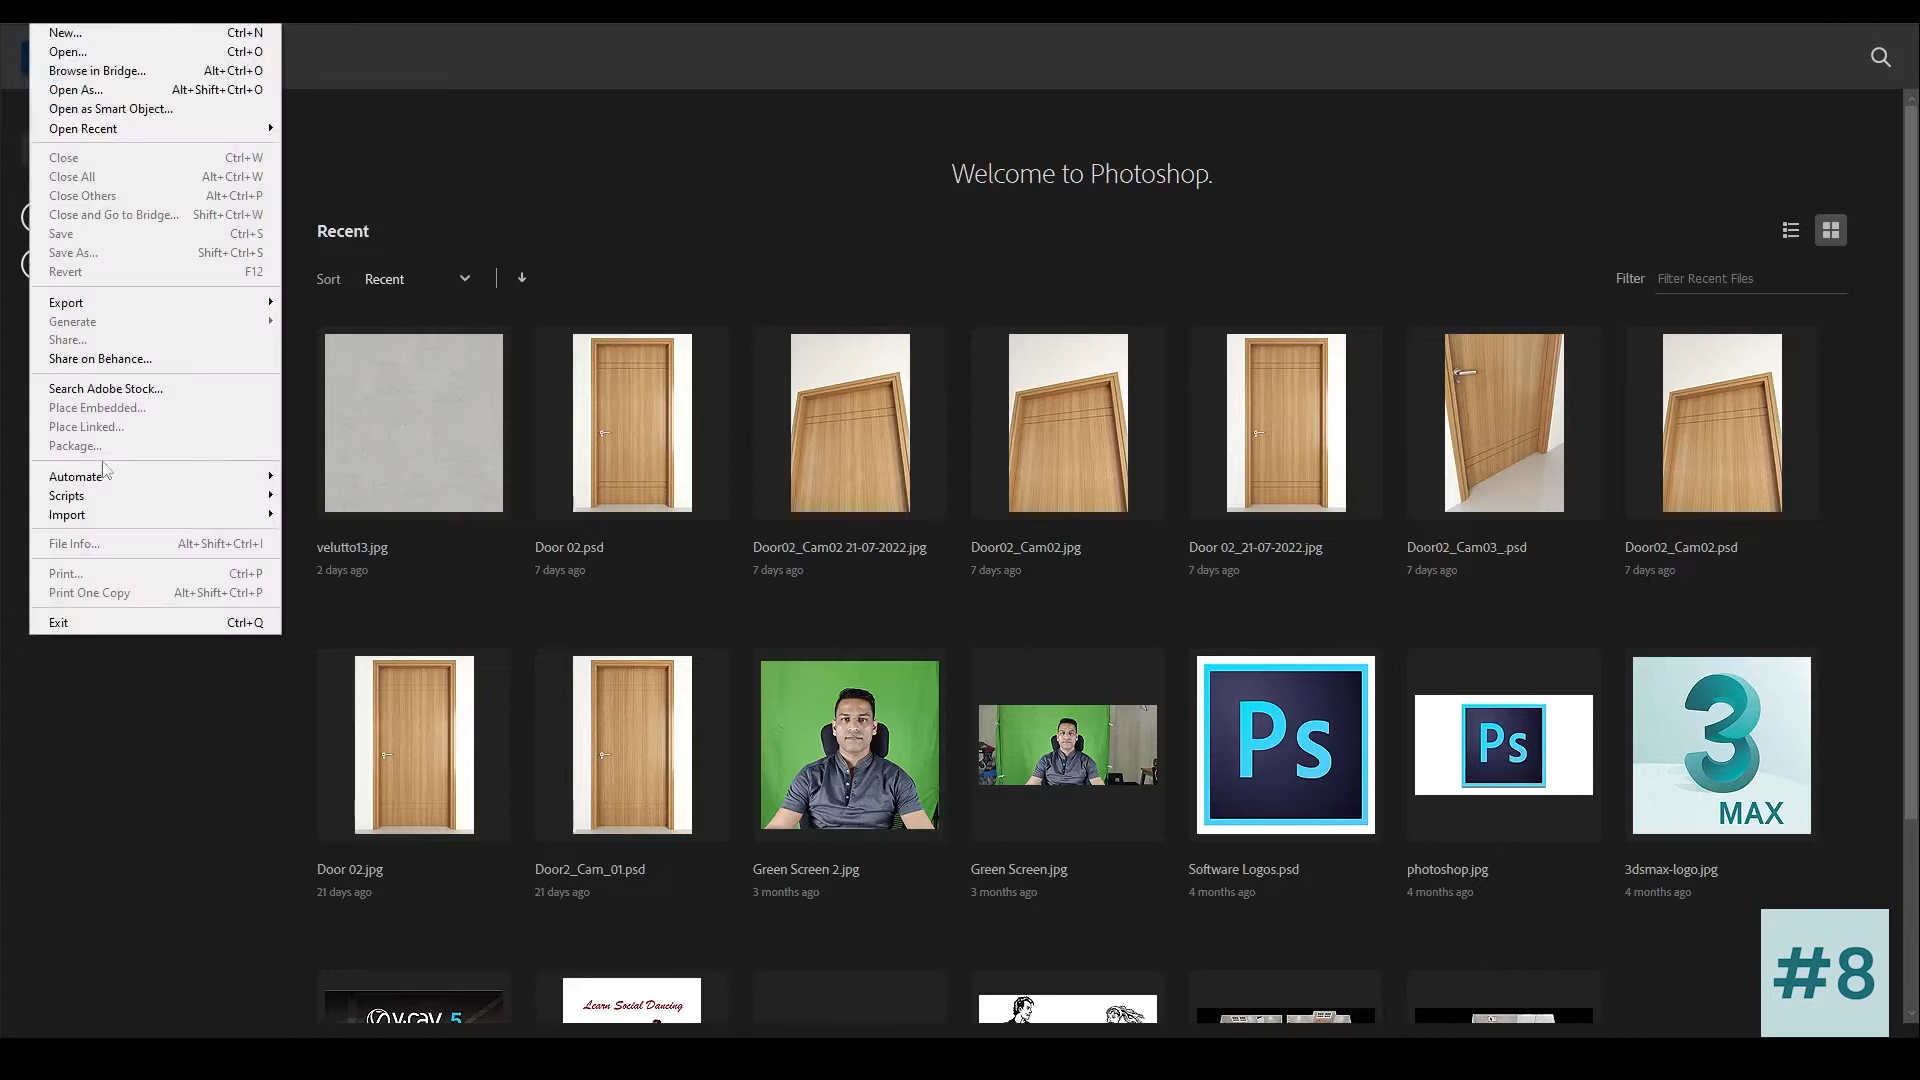 New... Ctrl+N
Open... Ctrl+O
Browse in Bridge... Alt+Ctrl+O
Open As... Alt+Shift+Ctrl+O
Open as Smart Object...
Open Recent
Close Ctrl+W
Close All Alt+Ctrl+W
Close Others Alt+Ctrl+P
Close and Go to Bridge... Shift+Ctrl+W
Save Ctrl+S
Save As... Shift+Ctrl+S
Revert F12
Export
Generate
Share...
Share on Behance...
Search Adobe Stock...
Place Embedded...
Place Linked...
Package...
Automate
Scripts
Import
File Info... Alt+Shift+Ctrl+I
Print... Ctrl+P
Print One Copy Alt+Shift+Ctrl+P
Exit Ctrl+Q
Welcome to Photoshop.
Recent
Sort Recent
Filter Filter Recent Files
velutto13.jpg Door 02.psd Door02_Cam02 21-07-2022.jpg Door02_Cam02.jpg Door 02_21-07-2022.jpg Door02_Cam03_.psd Door02_Cam02.psd
2 days ago 7 days ago 7 days ago 7 days ago 7 days ago 7 days ago 7 days ago
Ps Ps 3
MAX
Door 02.jpg Door2_Cam_01.psd Green Screen 2.jpg Green Screen.jpg Software Logos.psd photoshop.jpg 3dsmax-logo.jpg
21 days ago 21 days ago 3 months ago 3 months ago 4 months ago 4 months ago 4 months ago
v.ray 5 Learn Social Dancing
#8